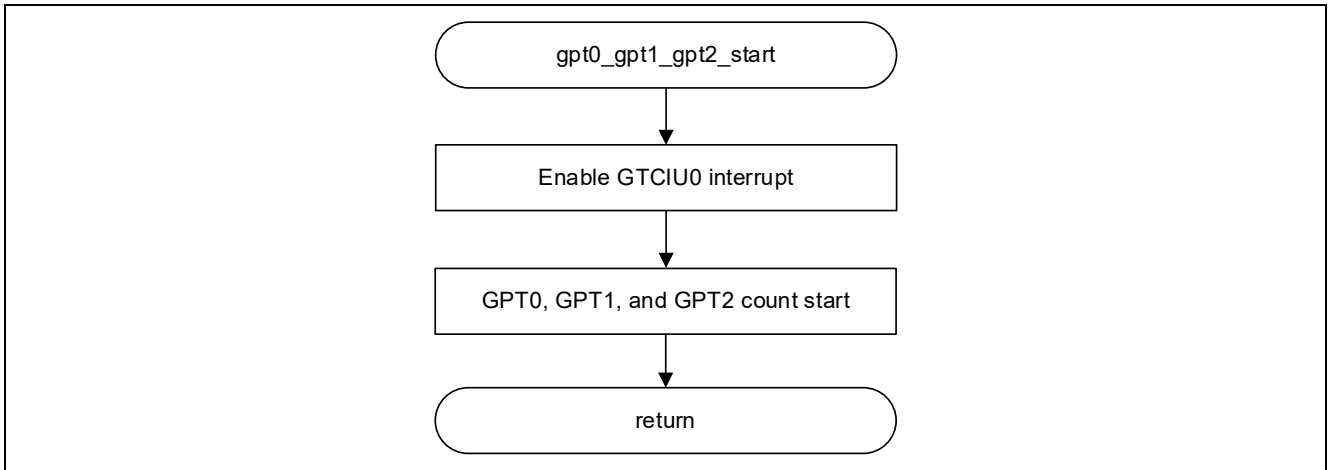 gpt0_gpt1_gpt2_start
Enable GTCIU0 interrupt
GPT0, GPT1, and GPT2 count start
return